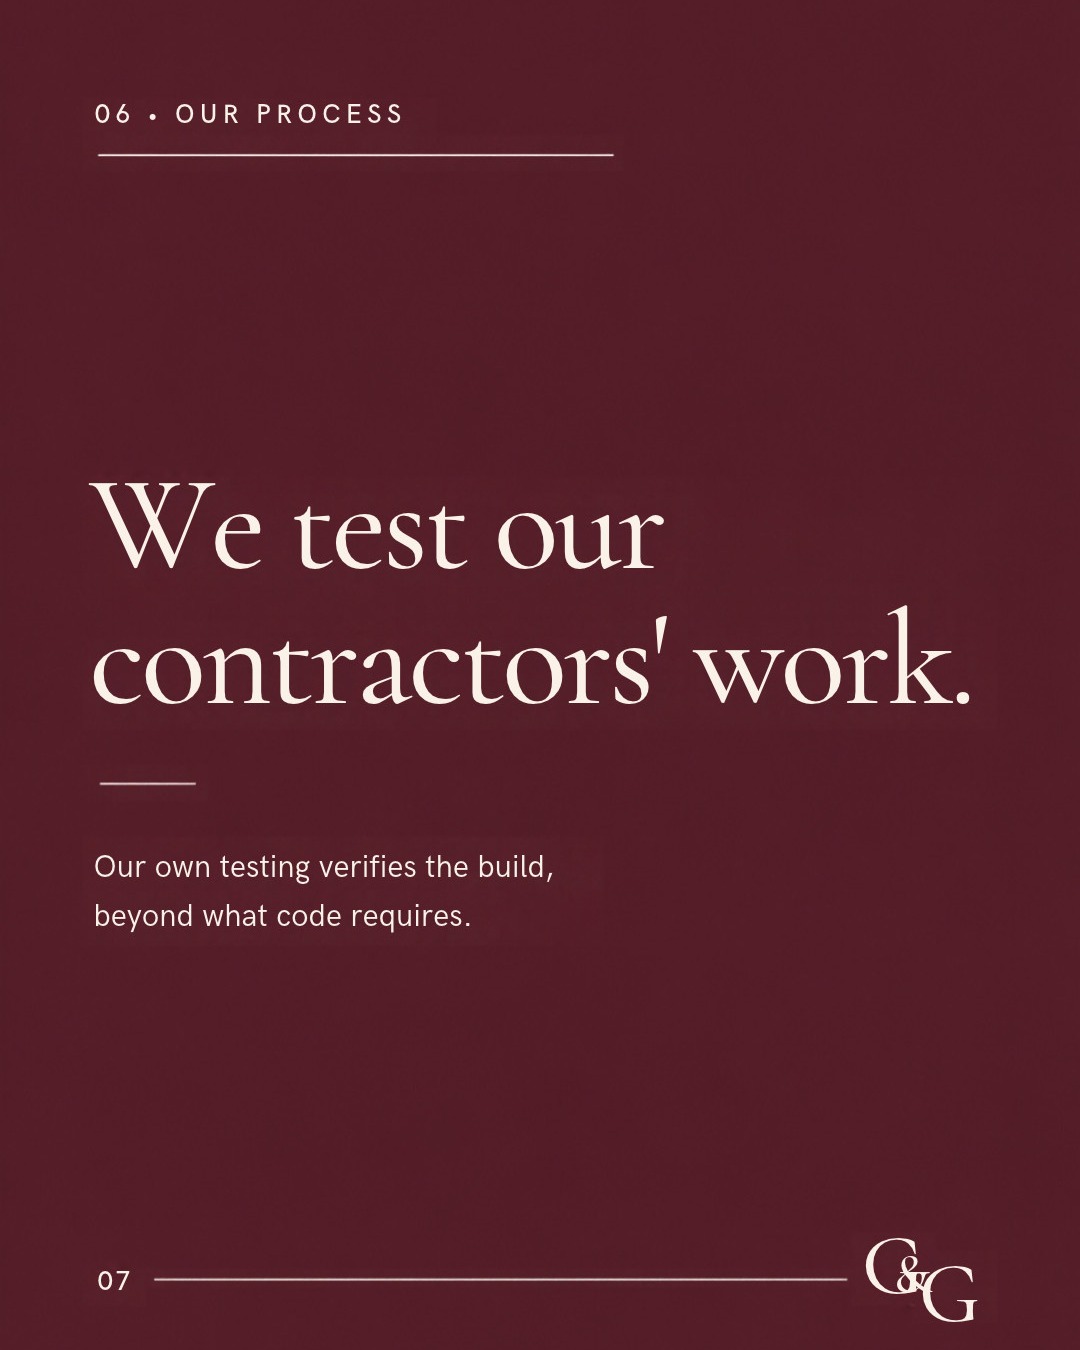 06 • OUR PROCESS
We test our
contractors' work.
Our own testing verifies the build,
beyond what code requires.
07
G&G